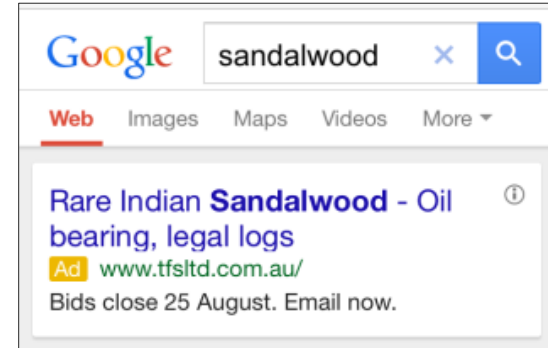 Google sandalwood
Web Images Maps Videos More
Rare Indian Sandalwood - Oil
bearing, legal logs
Ad www.tfsltd.com.au/
Bids close 25 August. Email now.